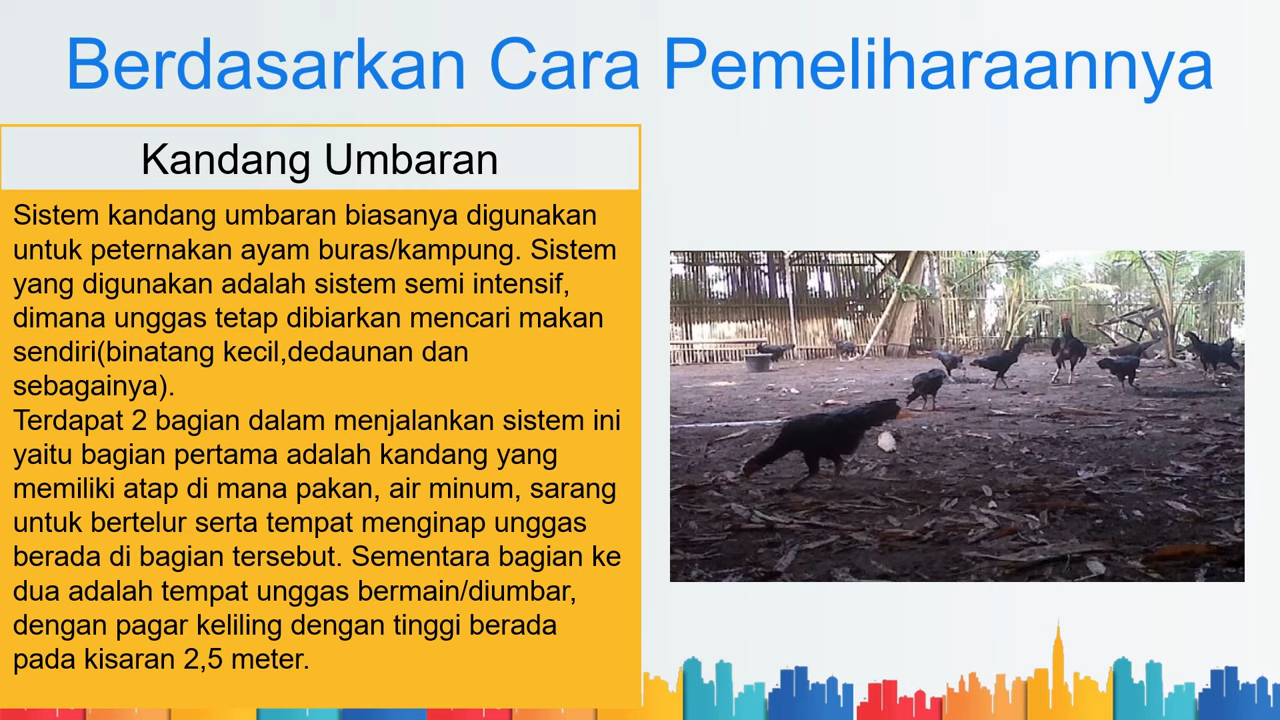 Berdasarkan Cara Pemeliharaannya
Kandang Umbaran
Sistem kandang umbaran biasanya digunakan
untuk peternakan ayam buras/kampung. Sistem
yang digunakan adalah sistem semi intensif,
dimana unggas tetap dibiarkan mencari makan
sendiri(binatang kecil,dedaunan dan
sebagainya).
Terdapat 2 bagian dalam menjalankan sistem ini
yaitu bagian pertama adalah kandang yang
memiliki atap di mana pakan, air minum, sarang
untuk bertelur serta tempat menginap unggas
berada di bagian tersebut. Sementara bagian ke
dua adalah tempat unggas bermain/diumbar,
dengan pagar keliling dengan tinggi berada
pada kisaran 2,5 meter.